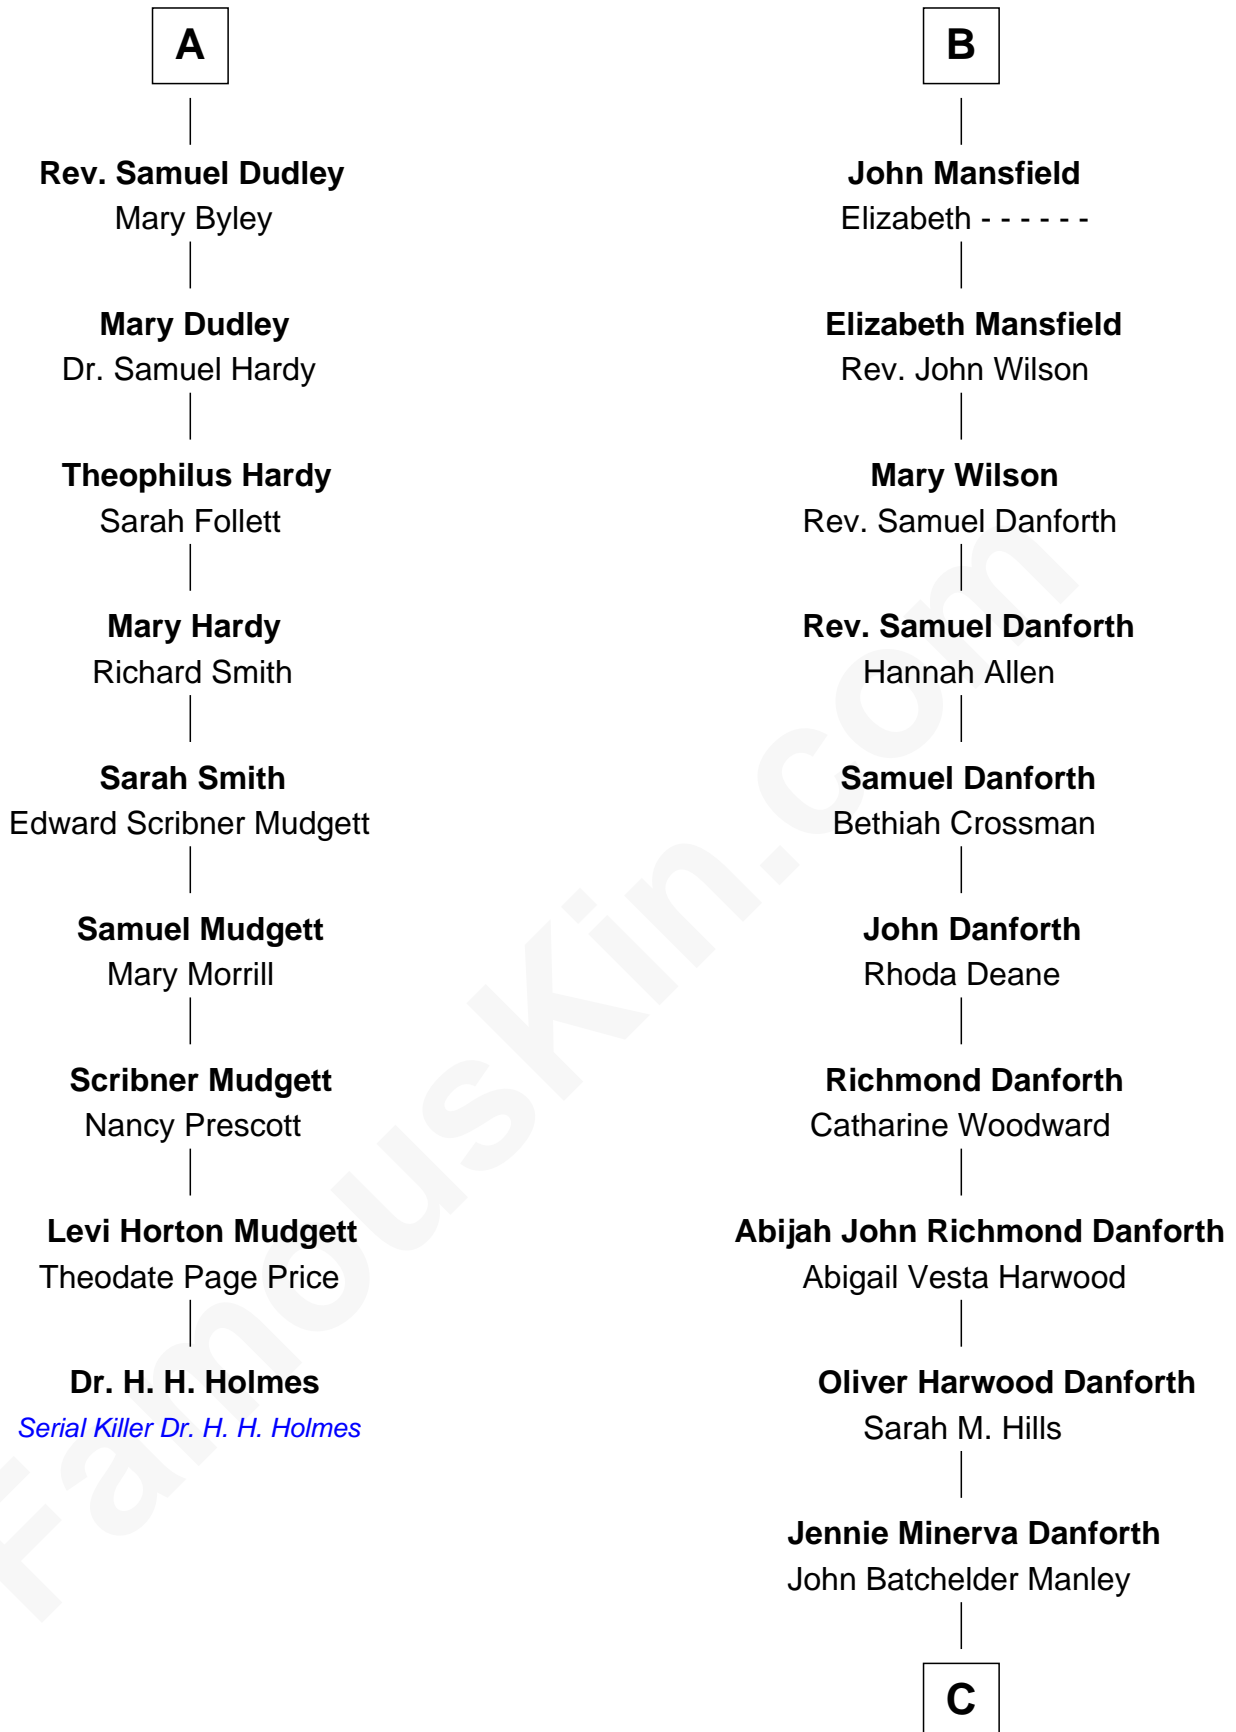 A
Rev. Samuel Dudley
Mary Byley
Mary Dudley
Dr. Samuel Hardy
Theophilus Hardy
Sarah Follett
Mary Hardy
Richard Smith
Sarah Smith
Edward Scribner Mudgett
Samuel Mudgett
Mary Morrill
Scribner Mudgett
Nancy Prescott
Levi Horton Mudgett
Theodate Page Price
Dr. H. H. Holmes
Serial Killer Dr. H. H. Holmes
B
John Mansfield
Elizabeth - - - - - -
Elizabeth Mansfield
Rev. John Wilson
Mary Wilson
Rev. Samuel Danforth
Rev. Samuel Danforth
Hannah Allen
Samuel Danforth
Bethiah Crossman
John Danforth
Rhoda Deane
Richmond Danforth
Catharine Woodward
Abijah John Richmond Danforth
Abigail Vesta Harwood
Oliver Harwood Danforth
Sarah M. Hills
Jennie Minerva Danforth
John Batchelder Manley
C
FamousKin.com